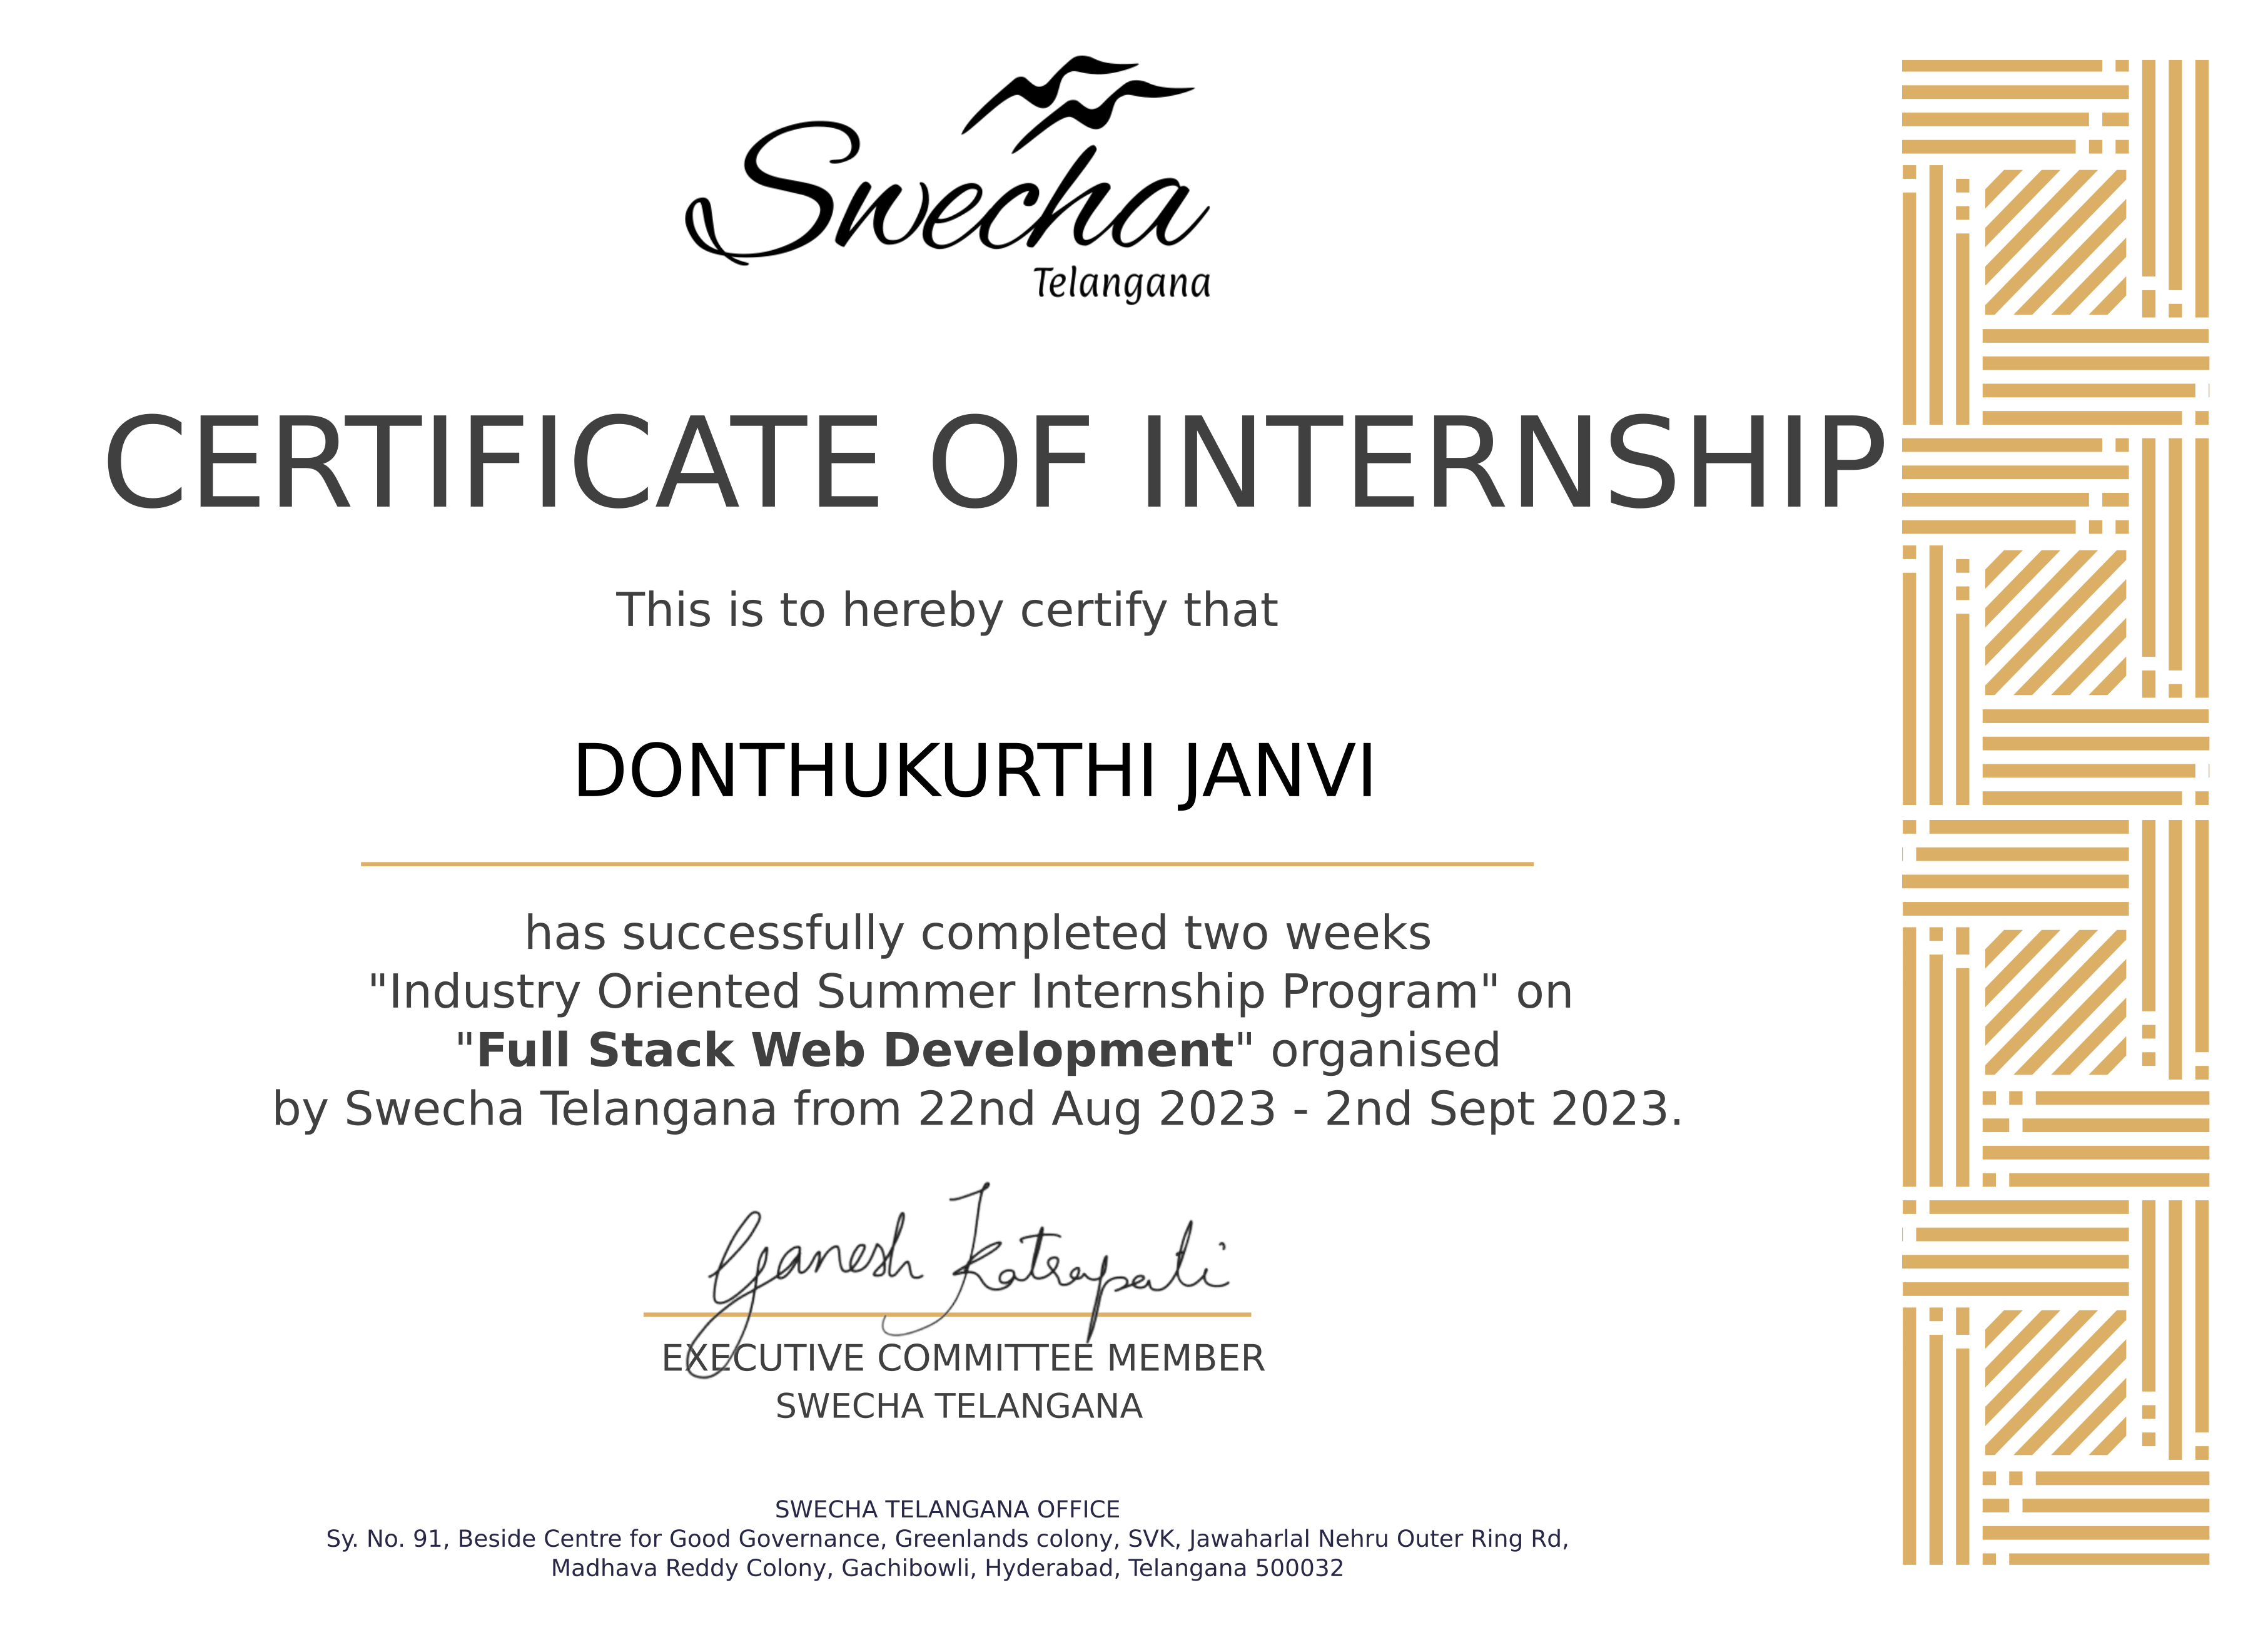 Swecha
Telangana
CERTIFICATE OF INTERNSHIP
This is to hereby certify that
DONTHUKURTHI JANVI
has successfully completed two weeks
"Industry Oriented Summer Internship Program" on
"Full Stack Web Development" organised
by Swecha Telangana from 22nd Aug 2023 - 2nd Sept 2023.
Ganesh Katrapati
EXECUTIVE COMMITTEE MEMBER
SWECHA TELANGANA
SWECHA TELANGANA OFFICE
Sy. No. 91, Beside Centre for Good Governance, Greenlands colony, SVK, Jawaharlal Nehru Outer Ring Rd,
Madhava Reddy Colony, Gachibowli, Hyderabad, Telangana 500032